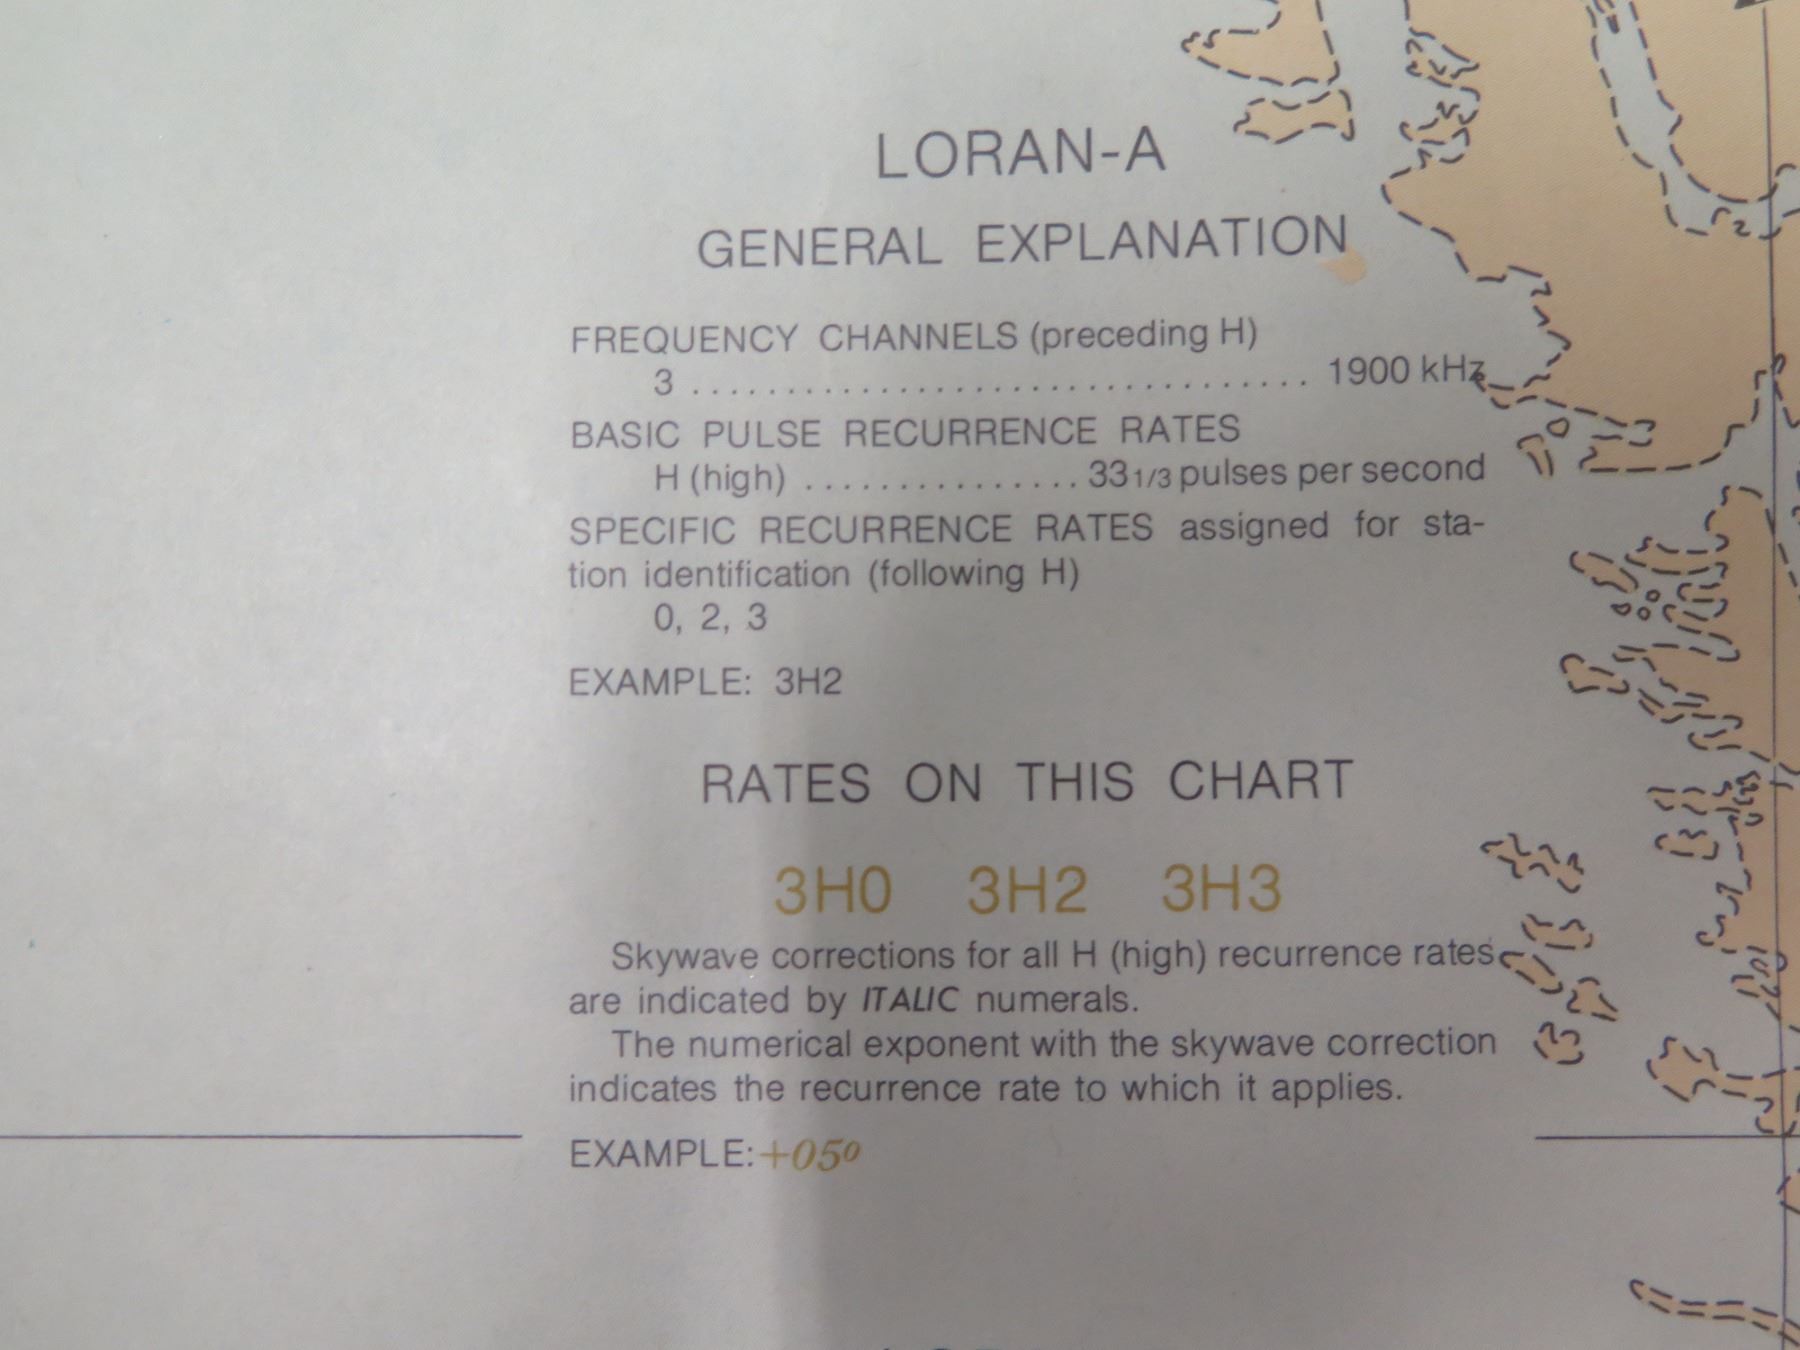 LORAN-A
GENERAL EXPLANATION
FREQUENCY CHANNELS (preceding H)
3 .................................. 1900 kHz
BASIC PULSE RECURRENCE RATES
H (high) ............... 33 1/3 pulses per second
SPECIFIC RECURRENCE RATES assigned for sta-
tion identification (following H)
0, 2, 3
EXAMPLE: 3H2
RATES ON THIS CHART
3H0 3H2 3H3
Skywave corrections for all H (high) recurrence rates
are indicated by ITALIC numerals.
The numerical exponent with the skywave correction
indicates the recurrence rate to which it applies.
EXAMPLE: +05⁰